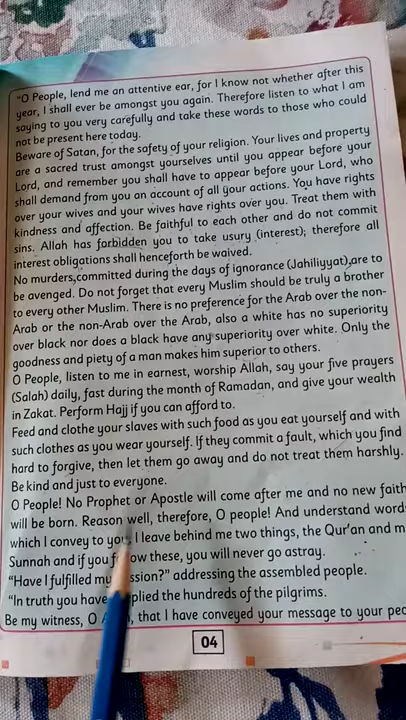 "O People, lend me an attentive ear, for I know not whether after this
year, I shall ever be amongst you again. Therefore listen to what I am
saying to you very carefully and take these words to those who could
not be present here today.
Beware of Satan, for the safety of your religion. Your lives and property
are a sacred trust amongst yourselves until you appear before your
Lord, and remember you shall have to appear before your Lord, who
shall demand from you an account of all your actions. You have rights
over your wives and your wives have rights over you. Treat them with
kindness and affection. Be faithful to each other and do not commit
sins. Allah has forbidden you to take usury (interest); therefore all
interest obligations shall henceforth be waived.
No murders,committed during the days of ignorance (Jahiliyyat),are to
be avenged. Do not forget that every Muslim should be truly a brother
to every other Muslim. There is no preference for the Arab over the non-
Arab or the non-Arab over the Arab, also a white has no superiority
over black nor does a black have any superiority over white. Only the
goodness and piety of a man makes him superior to others.
O People, listen to me in earnest, worship Allah, say your five prayers
(Salah) daily, fast during the month of Ramadan, and give your wealth
in Zakat. Perform Hajj if you can afford to.
Feed and clothe your slaves with such food as you eat yourself and with
such clothes as you wear yourself. If they commit a fault, which you find
hard to forgive, then let them go away and do not treat them harshly.
Be kind and just to everyone.
O People! No Prophet or Apostle will come after me and no new faith
will be born. Reason well, therefore, O people! And understand word
which I convey to I leave behind me two things, the Qur'an and m
Sunnah and if you these, you will never go astray.
"Have I fulfilled my addressing the assembled people.
"In truth you have the hundreds of the pilgrims.
Be my witness, O that I have conveyed your message to your peo
04